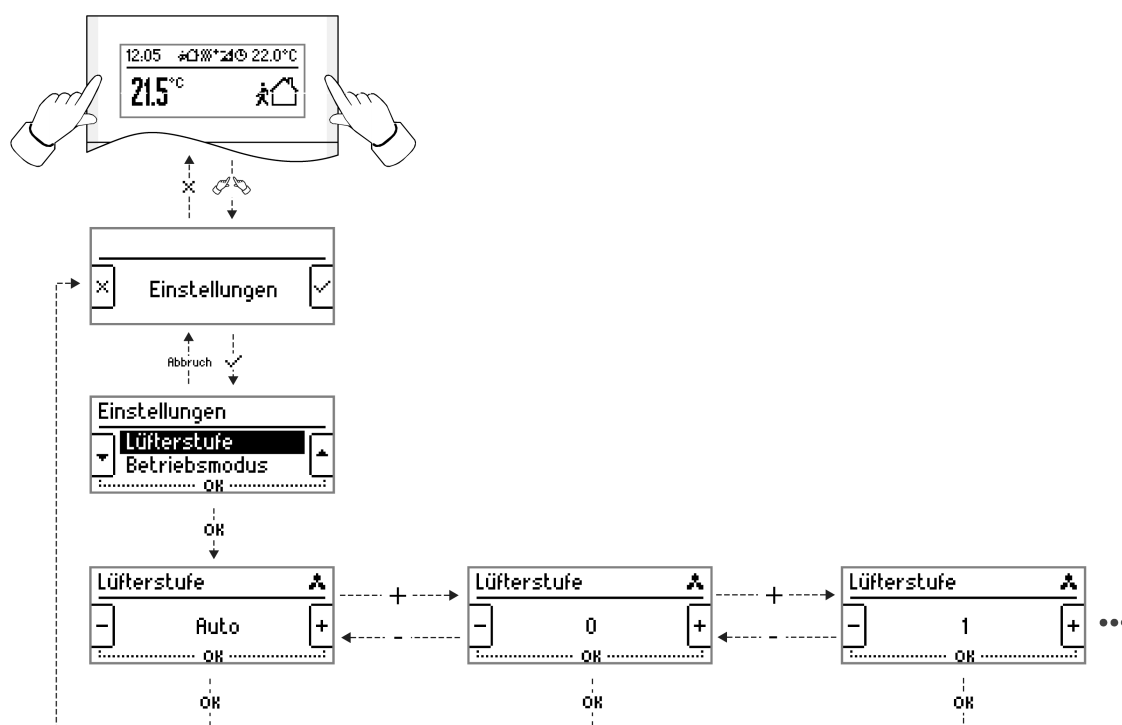 12:05 22.0°C
21.5°C
×
× Einstellungen ✓
Abbruch ✓
Einstellungen
Lüfterstufe
Betriebsmodus
OK
OK
Lüfterstufe
- Auto +
OK
+
-
Lüfterstufe
- 0 +
OK
+
-
Lüfterstufe
- 1 +
OK
•••
OK
OK
OK